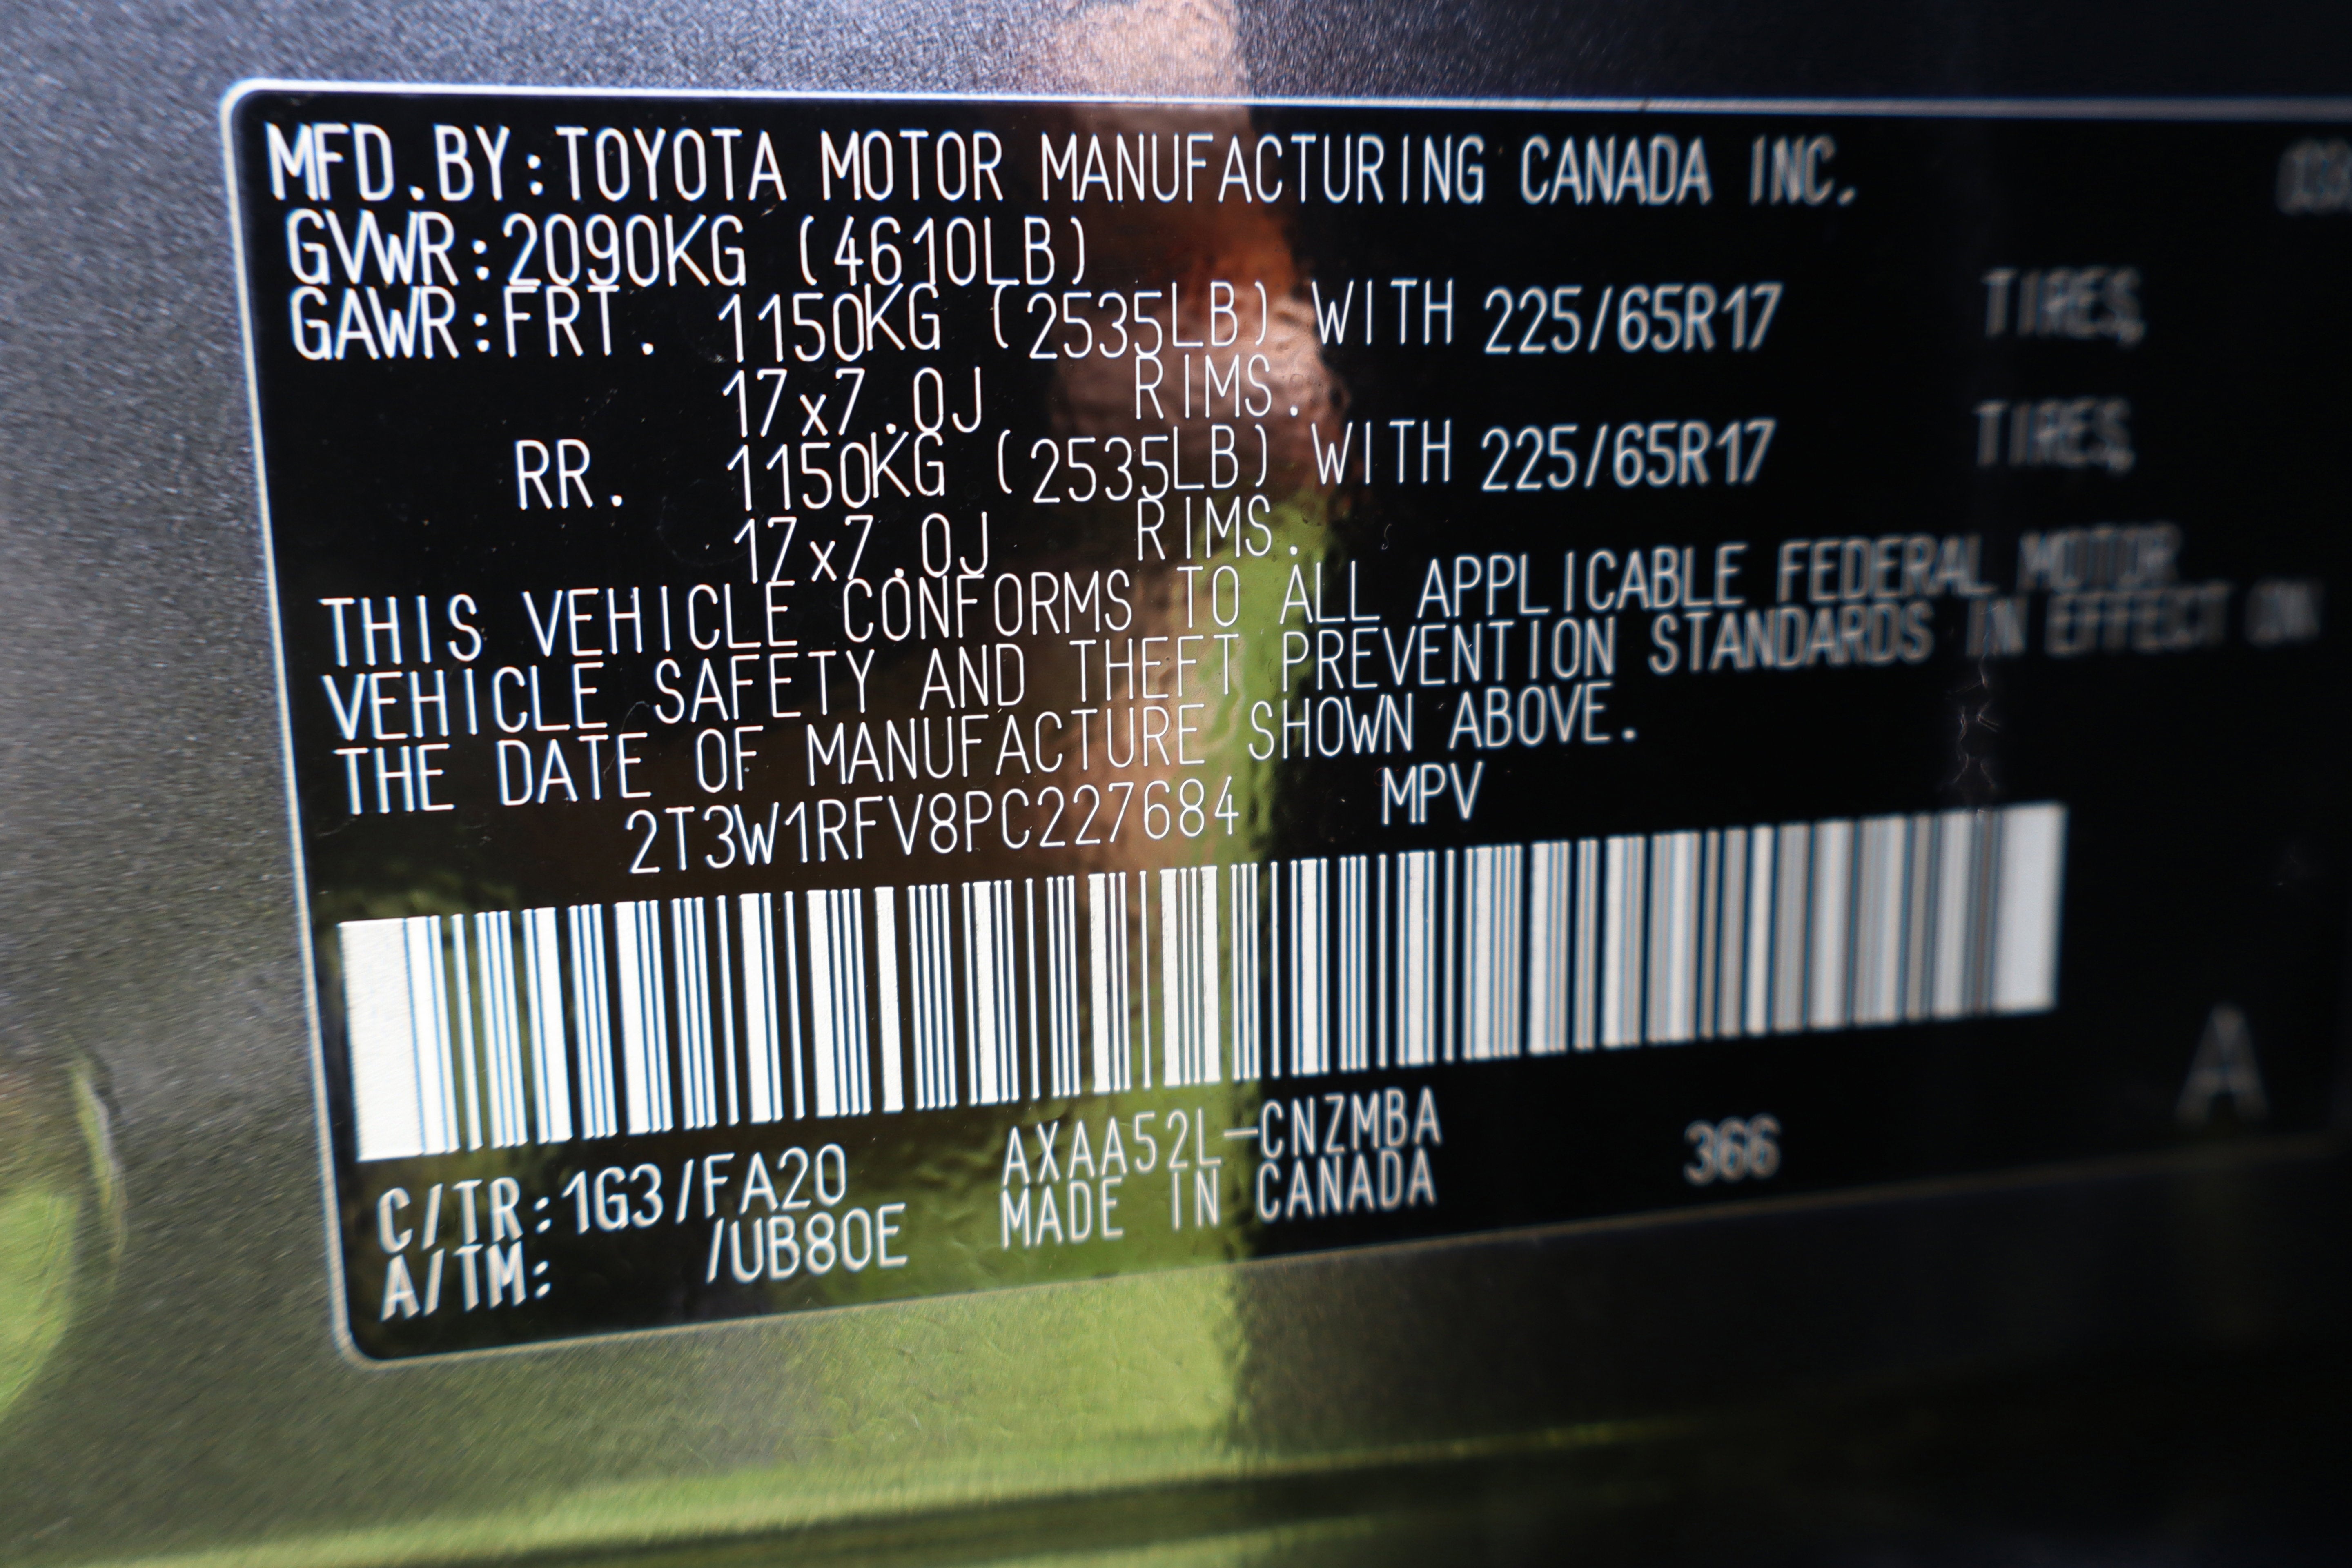 MFD.BY:TOYOTA MOTOR MANUFACTURING CANADA INC.
GVWR:2090KG (4610LB)
GAWR:FRT. 1150KG (2535LB) WITH 225/65R17 TIRES,
17x7.0J RIMS.
RR. 1150KG (2535LB) WITH 225/65R17 TIRES,
17x7.0J RIMS.
THIS VEHICLE CONFORMS TO ALL APPLICABLE FEDERAL MOTOR
VEHICLE SAFETY AND THEFT PREVENTION STANDARDS IN EFFECT ON
THE DATE OF MANUFACTURE SHOWN ABOVE.
2T3W1RFV8PC227684 MPV
C/TR:1G3/FA20 AXAA52L-CNZMBA 366 A
A/TM: /UB80E MADE IN CANADA